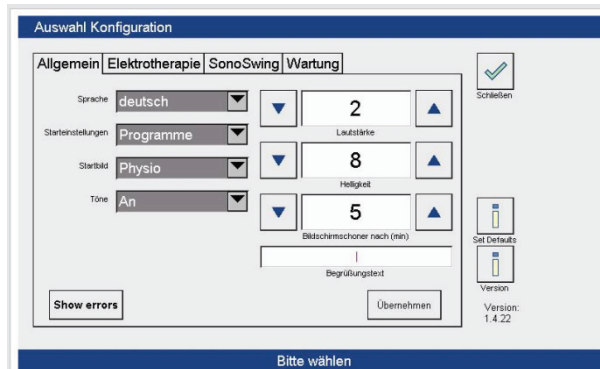 Auswahl Konfiguration
Allgemein Elektrotherapie SonoSwing Wartung
Sprache deutsch
Starteinstellungen Programme
Startbild Physio
Töne An
2
Lautstärke
8
Helligkeit
5
Bildschirmschoner nach (min)
Begrüßungstext
Show errors
Übernehmen
Schließen
Set Defaults
Version
Version:
1.4.22
Bitte wählen